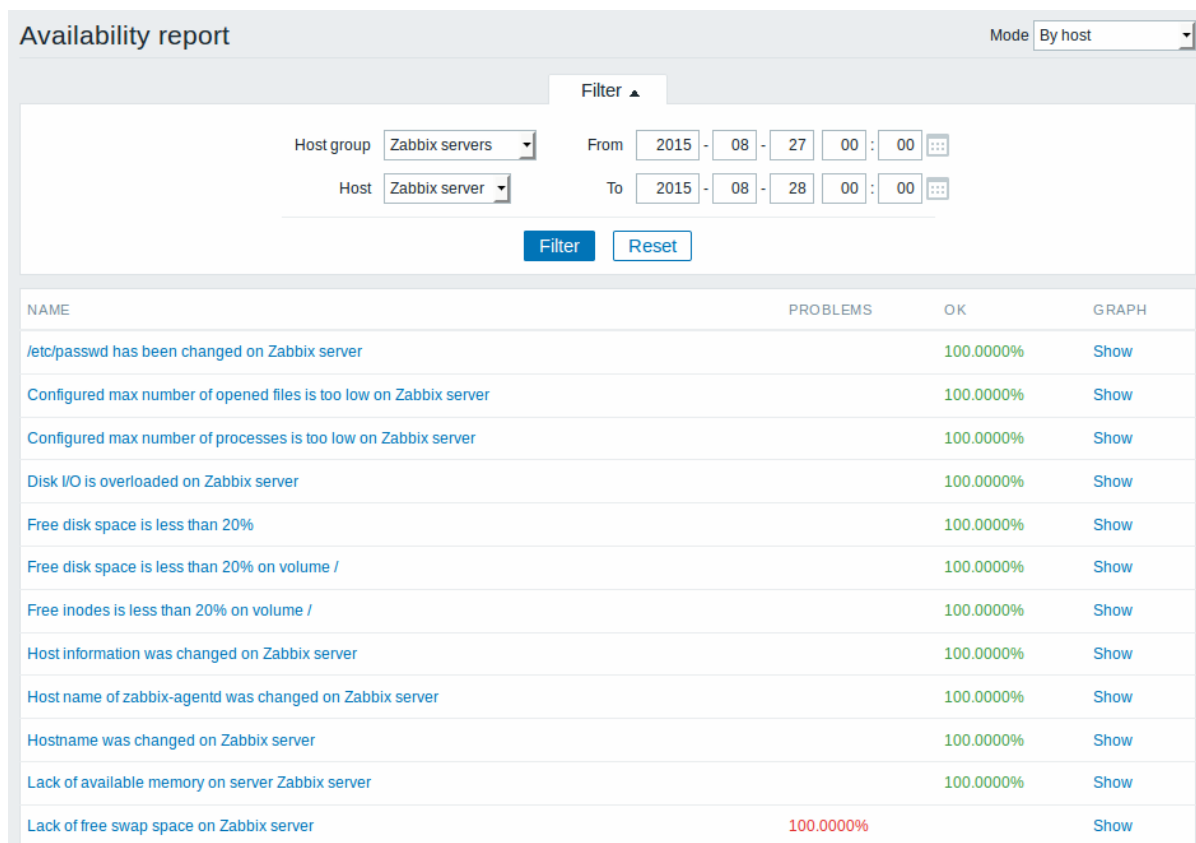 Availability report Mode By host
Filter
Host group Zabbix servers From 2015 - 08 - 27 00 : 00
Host Zabbix server To 2015 - 08 - 28 00 : 00
Filter Reset
NAME PROBLEMS OK GRAPH
/etc/passwd has been changed on Zabbix server 100.0000% Show
Configured max number of opened files is too low on Zabbix server 100.0000% Show
Configured max number of processes is too low on Zabbix server 100.0000% Show
Disk I/O is overloaded on Zabbix server 100.0000% Show
Free disk space is less than 20% 100.0000% Show
Free disk space is less than 20% on volume / 100.0000% Show
Free inodes is less than 20% on volume / 100.0000% Show
Host information was changed on Zabbix server 100.0000% Show
Host name of zabbix-agentd was changed on Zabbix server 100.0000% Show
Hostname was changed on Zabbix server 100.0000% Show
Lack of available memory on server Zabbix server 100.0000% Show
Lack of free swap space on Zabbix server 100.0000% Show